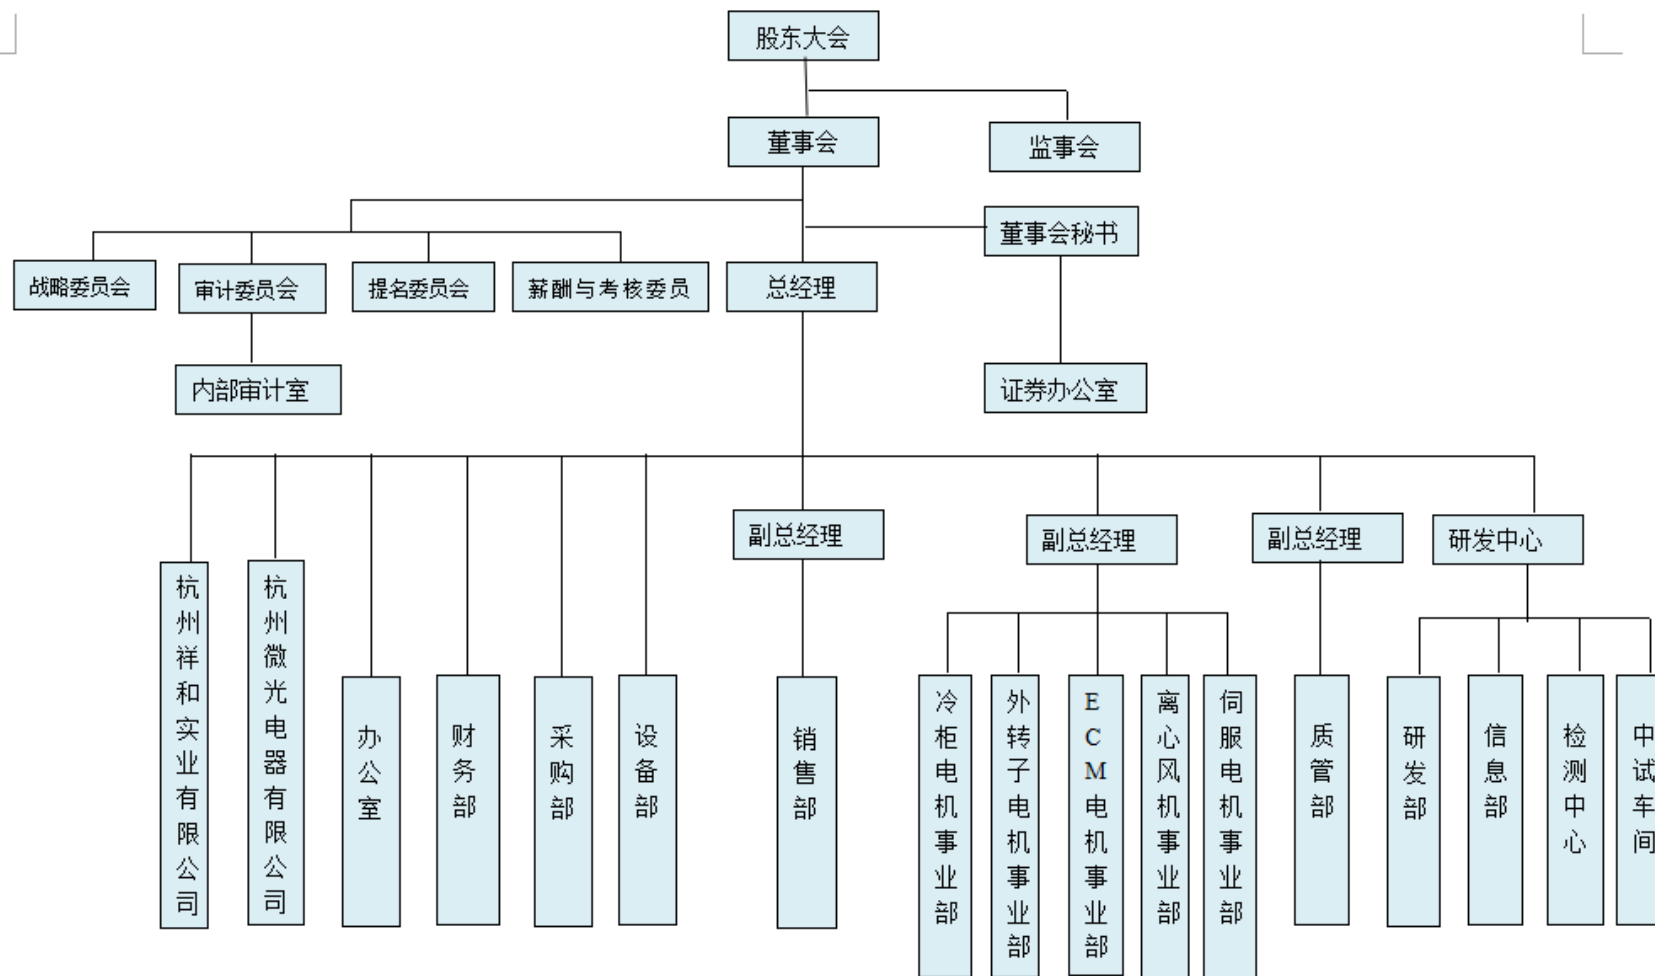 股东大会
董事会
监事会
董事会秘书
战略委员会
审计委员会
提名委员会
薪酬与考核委员
总经理
内部审计室
证券办公室
副总经理
副总经理
副总经理
研发中心
杭州祥和实业有限公司
杭州微光电器有限公司
办公室
财务部
采购部
设备部
销售部
冷柜电机事业部
外转子电机事业部
ECM电机事业部
离心风机事业部
伺服电机事业部
质管部
研发部
信息部
检测中心
中试车间